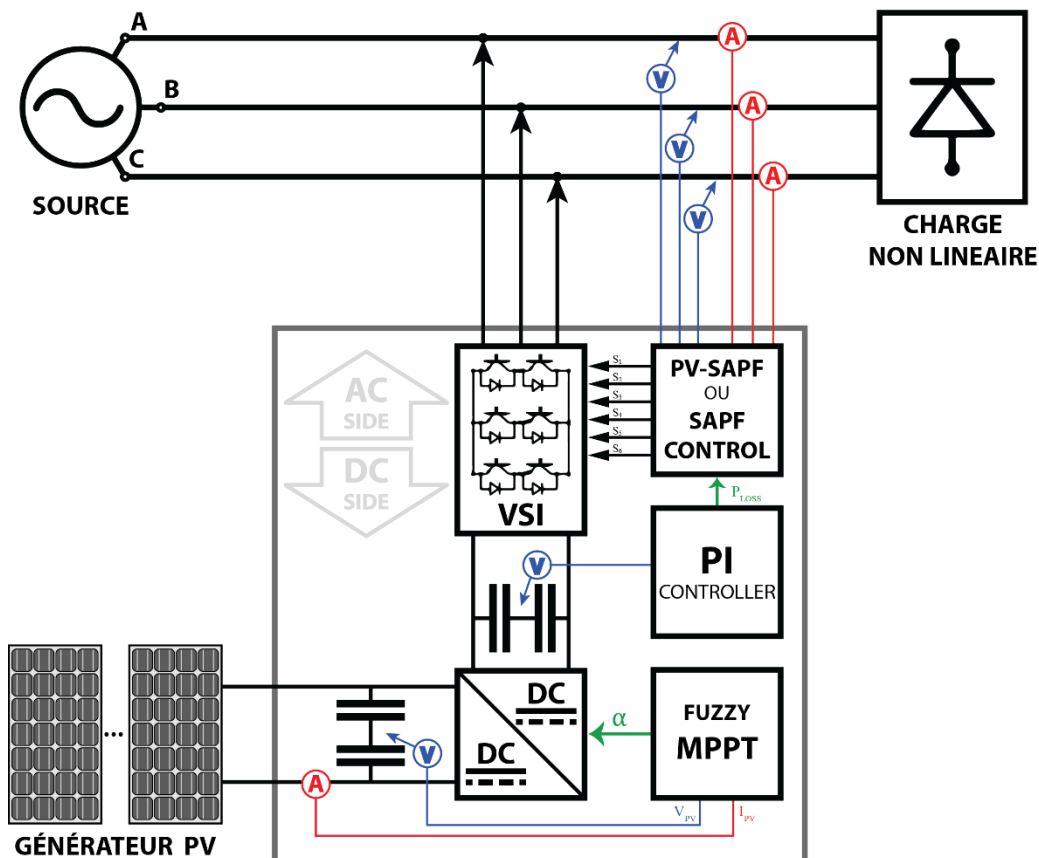 A
A
V
B
A
V
C
A
V
SOURCE
CHARGE
NON LINEAIRE
AC
SIDE
DC
SIDE
S1
S2
S3
S4
S5
S6
VSI
PV-SAPF
OU
SAPF
CONTROL
PLOSS
V
PI
CONTROLLER
DC
DC
α
FUZZY
MPPT
V
A
VPV
IPV
...
GÉNÉRATEUR PV